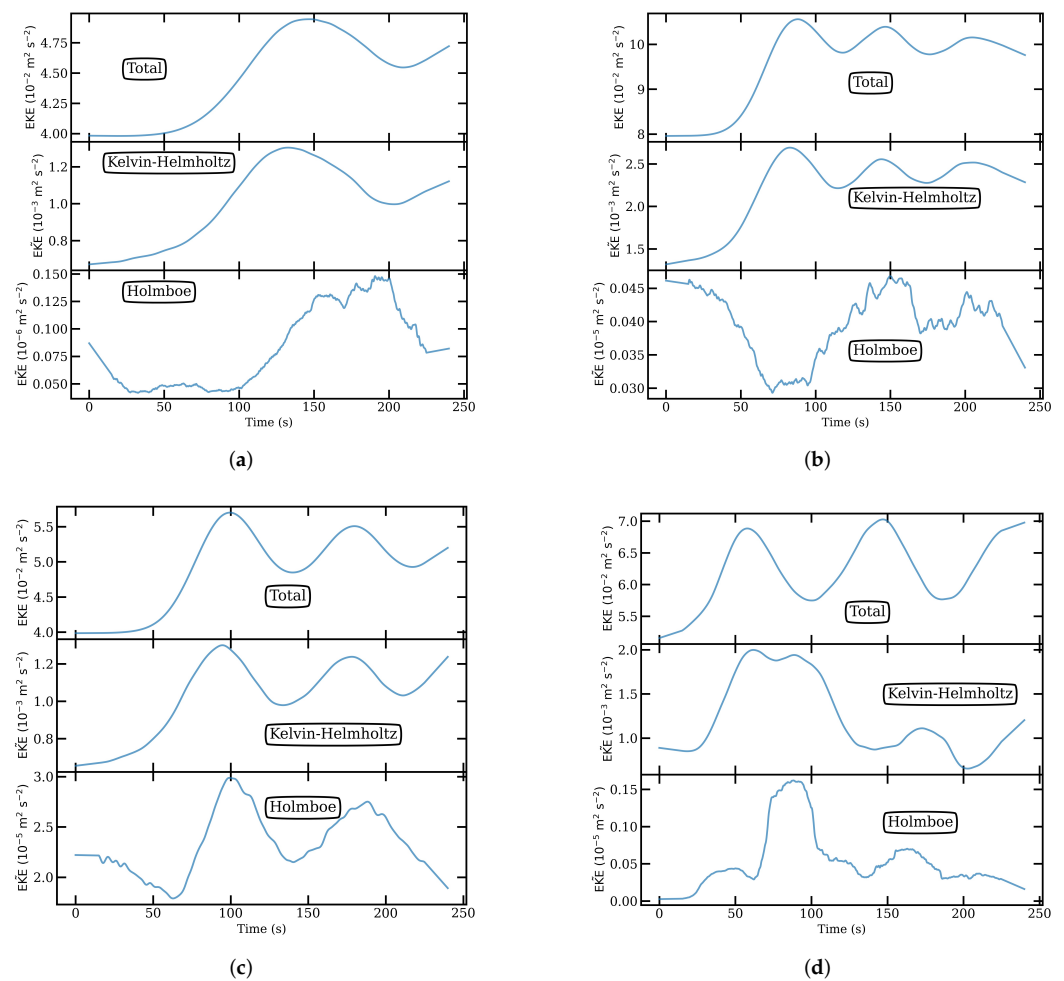 EKE (10⁻² m² s⁻²)
4.75
4.50
4.25
4.00
Total
EK̃E (10⁻³ m² s⁻²)
1.2
1.0
0.8
Kelvin-Helmholtz
EK̃E (10⁻⁶ m² s⁻²)
0.150
0.125
0.100
0.075
0.050
Holmboe
0 50 100 150 200 250
Time (s)
(a)
EKE (10⁻² m² s⁻²)
10
9
8
Total
EK̃E (10⁻³ m² s⁻²)
2.5
2.0
1.5
Kelvin-Helmholtz
EK̃E (10⁻⁵ m² s⁻²)
0.045
0.040
0.035
0.030
Holmboe
0 50 100 150 200 250
Time (s)
(b)
EKE (10⁻² m² s⁻²)
5.5
5.0
4.5
4.0
Total
EK̃E (10⁻³ m² s⁻²)
1.2
1.0
0.8
Kelvin-Helmholtz
EK̃E (10⁻⁵ m² s⁻²)
3.0
2.5
2.0
Holmboe
0 50 100 150 200 250
Time (s)
(c)
EKE (10⁻² m² s⁻²)
7.0
6.5
6.0
5.5
Total
EK̃E (10⁻³ m² s⁻²)
2.0
1.5
1.0
Kelvin-Helmholtz
EK̃E (10⁻⁵ m² s⁻²)
0.15
0.10
0.05
0.00
Holmboe
0 50 100 150 200 250
Time (s)
(d)